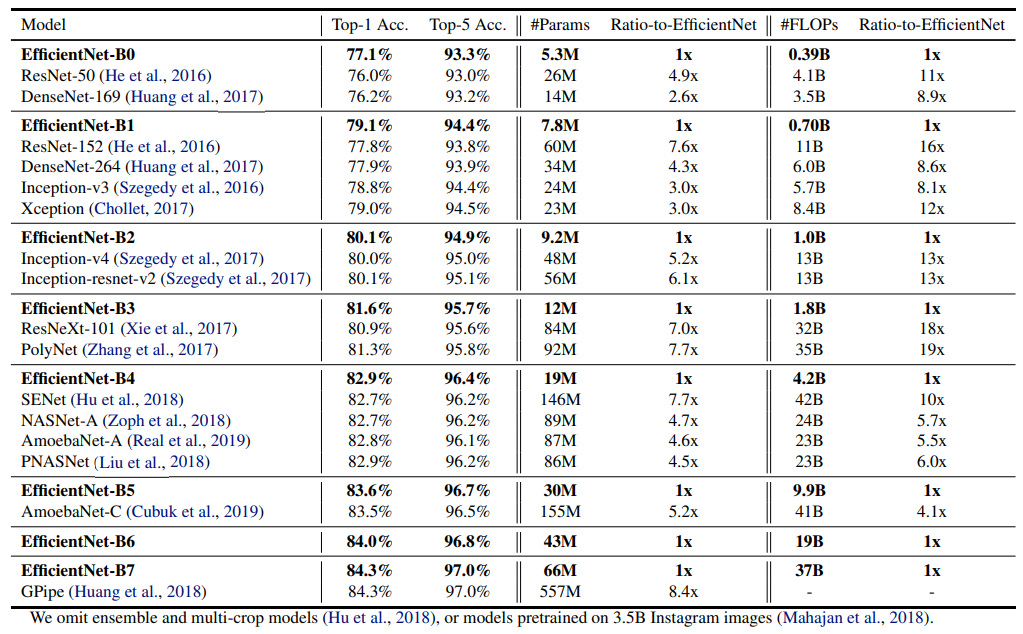 Model Top-1 Acc. Top-5 Acc. #Params Ratio-to-EfficientNet #FLOPs Ratio-to-EfficientNet
EfficientNet-B0 77.1% 93.3% 5.3M 1x 0.39B 1x
ResNet-50 (He et al., 2016) 76.0% 93.0% 26M 4.9x 4.1B 11x
DenseNet-169 (Huang et al., 2017) 76.2% 93.2% 14M 2.6x 3.5B 8.9x
EfficientNet-B1 79.1% 94.4% 7.8M 1x 0.70B 1x
ResNet-152 (He et al., 2016) 77.8% 93.8% 60M 7.6x 11B 16x
DenseNet-264 (Huang et al., 2017) 77.9% 93.9% 34M 4.3x 6.0B 8.6x
Inception-v3 (Szegedy et al., 2016) 78.8% 94.4% 24M 3.0x 5.7B 8.1x
Xception (Chollet, 2017) 79.0% 94.5% 23M 3.0x 8.4B 12x
EfficientNet-B2 80.1% 94.9% 9.2M 1x 1.0B 1x
Inception-v4 (Szegedy et al., 2017) 80.0% 95.0% 48M 5.2x 13B 13x
Inception-resnet-v2 (Szegedy et al., 2017) 80.1% 95.1% 56M 6.1x 13B 13x
EfficientNet-B3 81.6% 95.7% 12M 1x 1.8B 1x
ResNeXt-101 (Xie et al., 2017) 80.9% 95.6% 84M 7.0x 32B 18x
PolyNet (Zhang et al., 2017) 81.3% 95.8% 92M 7.7x 35B 19x
EfficientNet-B4 82.9% 96.4% 19M 1x 4.2B 1x
SENet (Hu et al., 2018) 82.7% 96.2% 146M 7.7x 42B 10x
NASNet-A (Zoph et al., 2018) 82.7% 96.2% 89M 4.7x 24B 5.7x
AmoebaNet-A (Real et al., 2019) 82.8% 96.1% 87M 4.6x 23B 5.5x
PNASNet (Liu et al., 2018) 82.9% 96.2% 86M 4.5x 23B 6.0x
EfficientNet-B5 83.6% 96.7% 30M 1x 9.9B 1x
AmoebaNet-C (Cubuk et al., 2019) 83.5% 96.5% 155M 5.2x 41B 4.1x
EfficientNet-B6 84.0% 96.8% 43M 1x 19B 1x
EfficientNet-B7 84.3% 97.0% 66M 1x 37B 1x
GPipe (Huang et al., 2018) 84.3% 97.0% 557M 8.4x - -
We omit ensemble and multi-crop models (Hu et al., 2018), or models pretrained on 3.5B Instagram images (Mahajan et al., 2018).